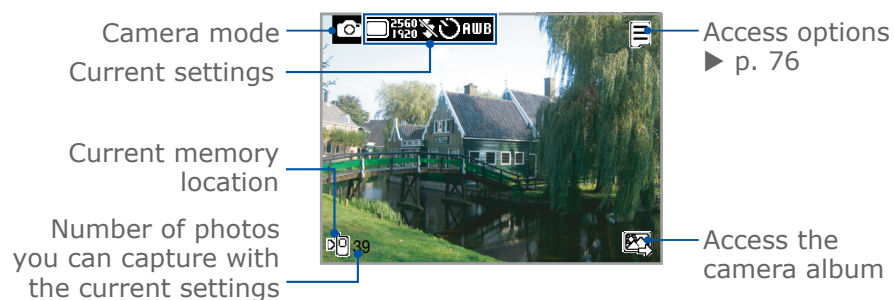 Camera mode
Current settings
Current memory
location
Number of photos
you can capture with
the current settings
2560
1920
AWB
39
Access options
▶ p. 76
Access the
camera album